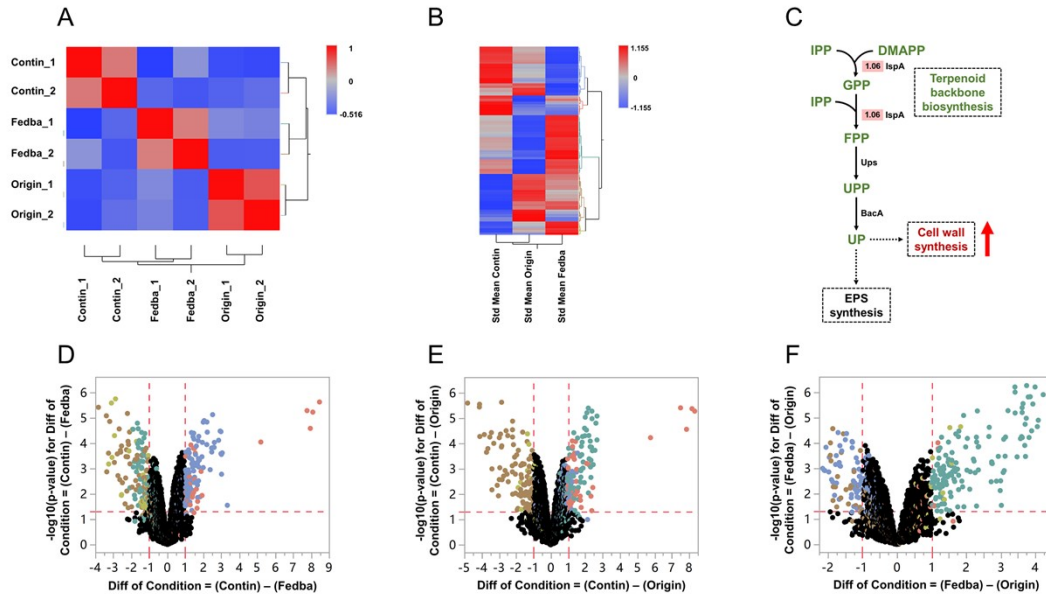 A
Contin_1
Contin_2
Fedba_1
Fedba_2
Origin_1
Origin_2
1
0
-0.516
Contin_1
Contin_2
Fedba_1
Fedba_2
Origin_1
Origin_2
B
1.155
0
-1.155
Std Mean Contin
Std Mean Origin
Std Mean Fedba
C
IPP
DMAPP
1.06 IspA
GPP
IPP
1.06 IspA
FPP
Ups
UPP
BacA
UP
Terpenoid
backbone
biosynthesis
Cell wall
synthesis
EPS
synthesis
D
-log10(p-value) for Diff of
Condition = (Contin) – (Fedba)
6
5
4
3
2
1
0
-4 -3 -2 -1 0 1 2 3 4 5 6 7 8 9
Diff of Condition = (Contin) – (Fedba)
E
-log10(p-value) for Diff of
Condition = (Contin) – (Origin)
6
5
4
3
2
1
0
-5 -4 -3 -2 -1 0 1 2 3 4 5 6 7 8
Diff of Condition = (Contin) – (Origin)
F
-log10(p-value) for Diff of
Condition = (Fedba) – (Origin)
6
5
4
3
2
1
0
-2 -1 0 1 2 3 4
Diff of Condition = (Fedba) – (Origin)